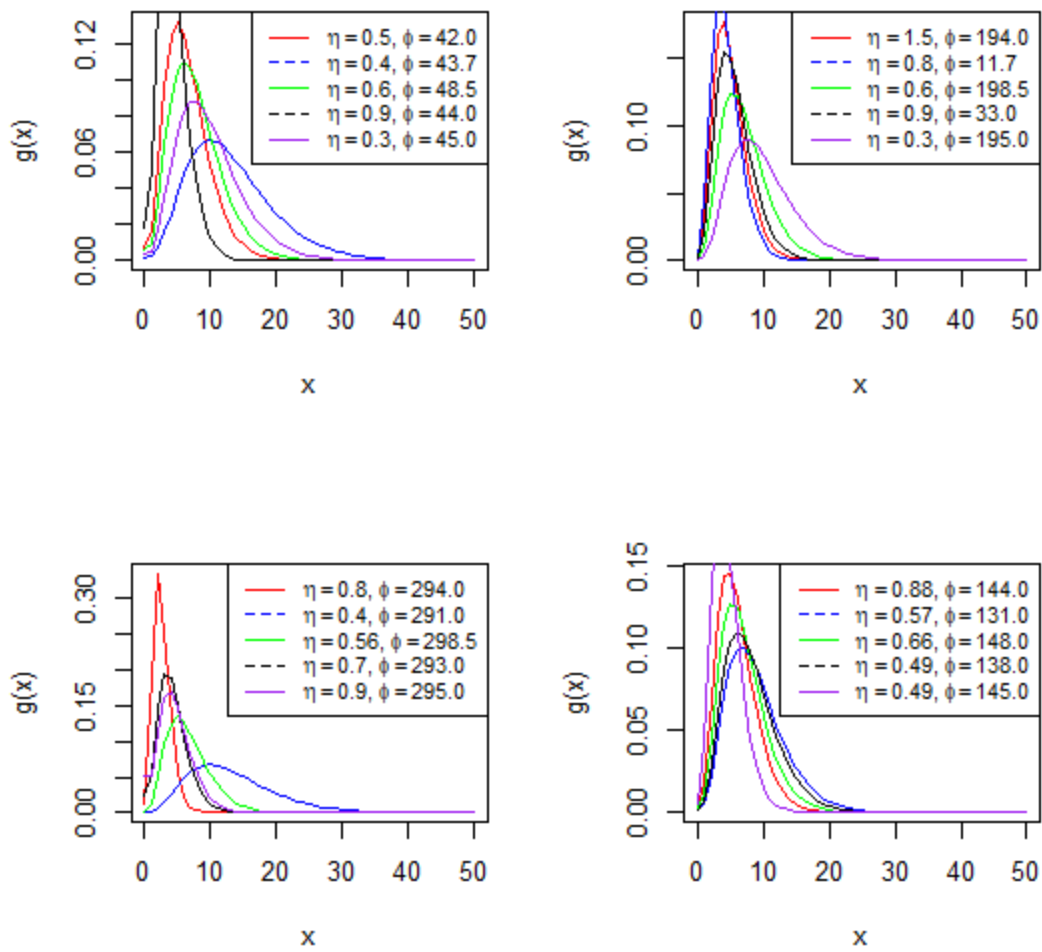 g(x)
0.00 0.06 0.12
η = 0.5, ϕ = 42.0
η = 0.4, ϕ = 43.7
η = 0.6, ϕ = 48.5
η = 0.9, ϕ = 44.0
η = 0.3, ϕ = 45.0
0 10 20 30 40 50
x
g(x)
0.00 0.10
η = 1.5, ϕ = 194.0
η = 0.8, ϕ = 11.7
η = 0.6, ϕ = 198.5
η = 0.9, ϕ = 33.0
η = 0.3, ϕ = 195.0
0 10 20 30 40 50
x
g(x)
0.00 0.15 0.30
η = 0.8, ϕ = 294.0
η = 0.4, ϕ = 291.0
η = 0.56, ϕ = 298.5
η = 0.7, ϕ = 293.0
η = 0.9, ϕ = 295.0
0 10 20 30 40 50
x
g(x)
0.00 0.05 0.10 0.15
η = 0.88, ϕ = 144.0
η = 0.57, ϕ = 131.0
η = 0.66, ϕ = 148.0
η = 0.49, ϕ = 138.0
η = 0.49, ϕ = 145.0
0 10 20 30 40 50
x